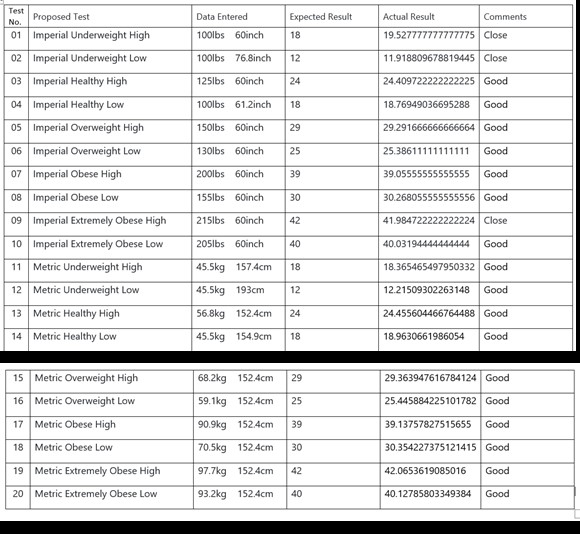 Test No. Proposed Test Data Entered Expected Result Actual Result Comments
01 Imperial Underweight High 100lbs 60inch 18 19.527777777777775 Close
02 Imperial Underweight Low 100lbs 76.8inch 12 11.918809678819445 Close
03 Imperial Healthy High 125lbs 60inch 24 24.409722222222225 Good
04 Imperial Healthy Low 100lbs 61.2inch 18 18.76949036695288 Good
05 Imperial Overweight High 150lbs 60inch 29 29.291666666666664 Good
06 Imperial Overweight Low 130lbs 60inch 25 25.38611111111111 Good
07 Imperial Obese High 200lbs 60inch 39 39.05555555555555 Good
08 Imperial Obese Low 155lbs 60inch 30 30.268055555555556 Good
09 Imperial Extremely Obese High 215lbs 60inch 42 41.984722222222224 Close
10 Imperial Extremely Obese Low 205lbs 60inch 40 40.03194444444444 Good
11 Metric Underweight High 45.5kg 157.4cm 18 18.365465497950332 Good
12 Metric Underweight Low 45.5kg 193cm 12 12.21509302263148 Good
13 Metric Healthy High 56.8kg 152.4cm 24 24.455604466764488 Good
14 Metric Healthy Low 45.5kg 154.9cm 18 18.9630661986054 Good
15 Metric Overweight High 68.2kg 152.4cm 29 29.363947616784124 Good
16 Metric Overweight Low 59.1kg 152.4cm 25 25.445884225101782 Good
17 Metric Obese High 90.9kg 152.4cm 39 39.13757827515655 Good
18 Metric Obese Low 70.5kg 152.4cm 30 30.354227375121415 Good
19 Metric Extremely Obese High 97.7kg 152.4cm 42 42.0653619085016 Good
20 Metric Extremely Obese Low 93.2kg 152.4cm 40 40.12785803349384 Good